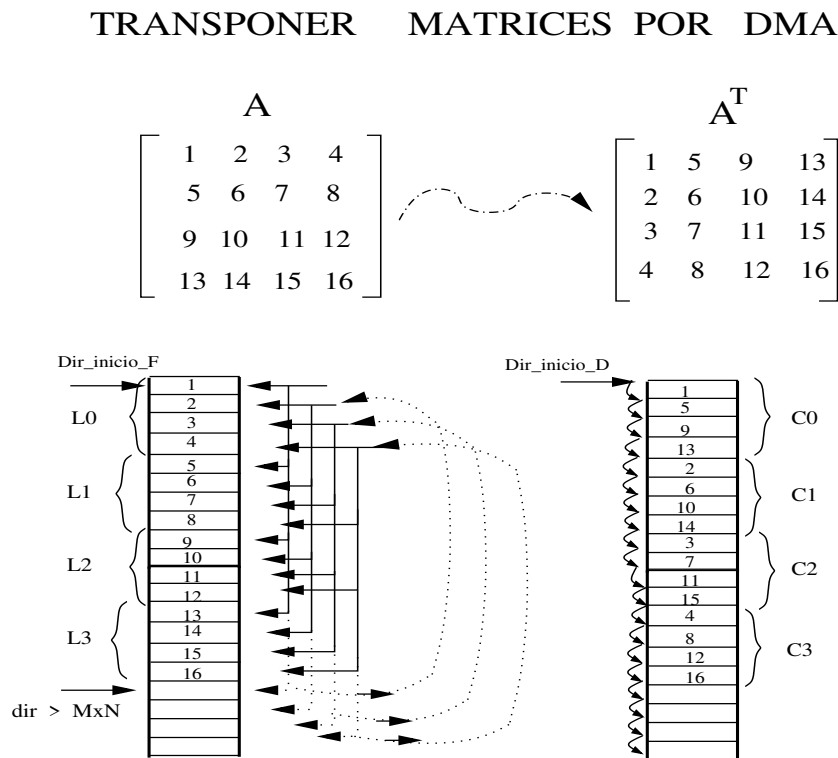 TRANSPONER MATRICES POR DMA
A
1 2 3 4
5 6 7 8
9 10 11 12
13 14 15 16
A^T
1 5 9 13
2 6 10 14
3 7 11 15
4 8 12 16
Dir_inicio_F
1
2
3
4
5
6
7
8
9
10
11
12
13
14
15
16
L0
L1
L2
L3
dir > MxN
Dir_inicio_D
1
5
9
13
2
6
10
14
3
7
11
15
4
8
12
16
C0
C1
C2
C3